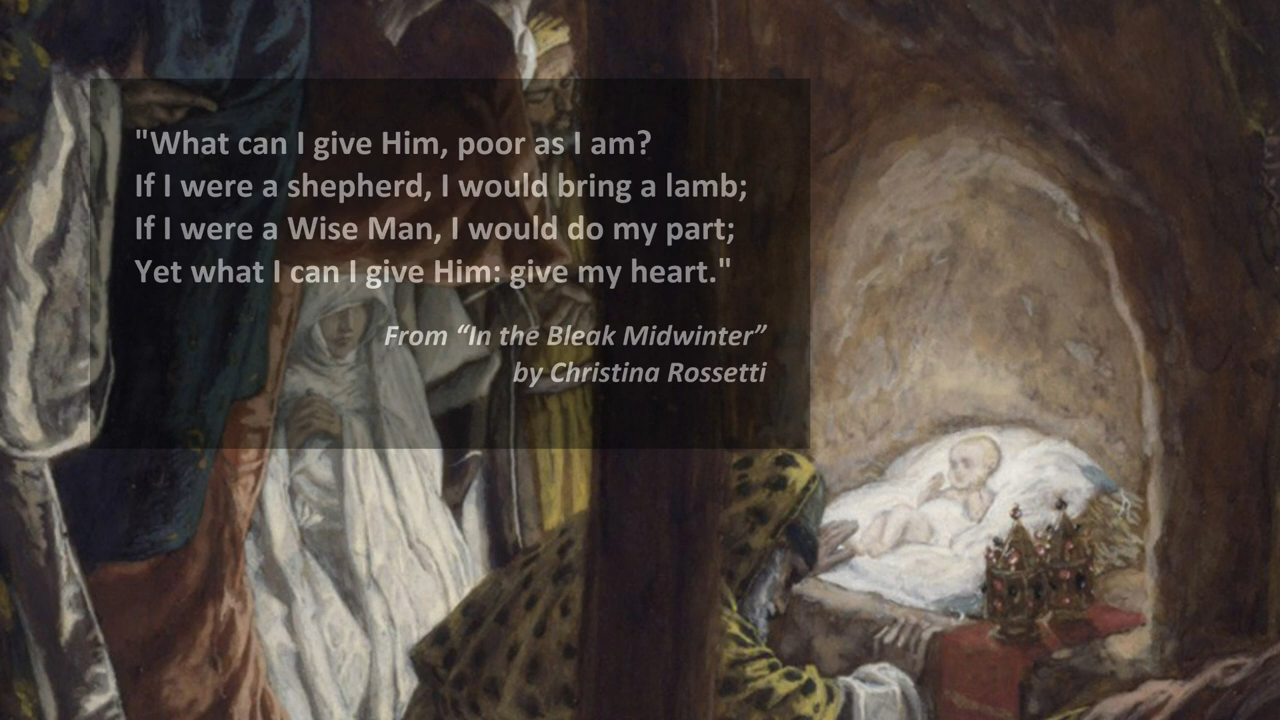 "What can I give Him, poor as I am?
If I were a shepherd, I would bring a lamb;
If I were a Wise Man, I would do my part;
Yet what I can I give Him: give my heart."
From “In the Bleak Midwinter”
by Christina Rossetti